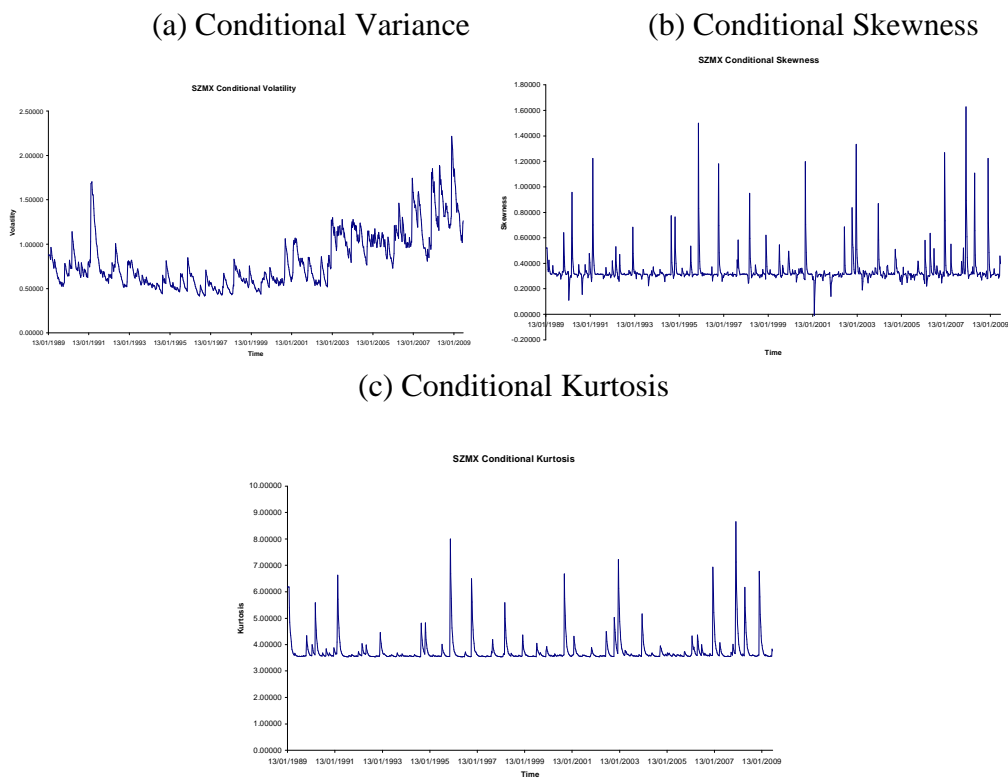 (a) Conditional Variance
(b) Conditional Skewness
SZMX Conditional Volatility
2.50000
2.00000
1.50000
1.00000
0.50000
0.00000
Volatility
13/01/1989 13/01/1991 13/01/1993 13/01/1995 13/01/1997 13/01/1999 13/01/2001 13/01/2003 13/01/2005 13/01/2007 13/01/2009
Time
SZMX Conditional Skewness
1.80000
1.60000
1.40000
1.20000
1.00000
0.80000
0.60000
0.40000
0.20000
0.00000
-0.20000
Skewness
13/01/1989 13/01/1991 13/01/1993 13/01/1995 13/01/1997 13/01/1999 13/01/2001 13/01/2003 13/01/2005 13/01/2007 13/01/2009
Time
(c) Conditional Kurtosis
SZMX Conditional Kurtosis
10.00000
9.00000
8.00000
7.00000
6.00000
5.00000
4.00000
3.00000
2.00000
1.00000
0.00000
Kurtosis
13/01/1989 13/01/1991 13/01/1993 13/01/1995 13/01/1997 13/01/1999 13/01/2001 13/01/2003 13/01/2005 13/01/2007 13/01/2009
Time